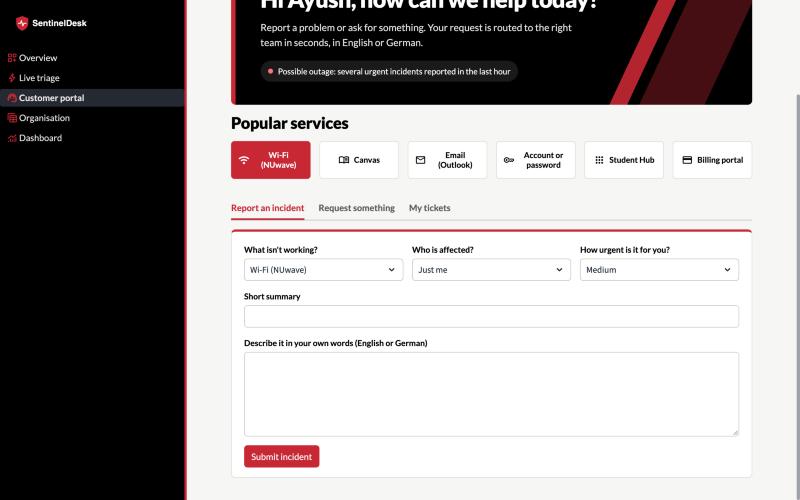 SentinelDesk
Overview
Live triage
Customer portal
Organisation
Dashboard
Hi Ayush, how can we help today?
Report a problem or ask for something. Your request is routed to the right
team in seconds, in English or German.
Possible outage: several urgent incidents reported in the last hour
Popular services
Wi-Fi
(NUwave)
Canvas
Email
(Outlook)
Account or
password
Student Hub
Billing portal
Report an incident
Request something
My tickets
What isn't working?
Who is affected?
How urgent is it for you?
Wi-Fi (NUwave)
Just me
Medium
Short summary
Describe it in your own words (English or German)
Submit incident